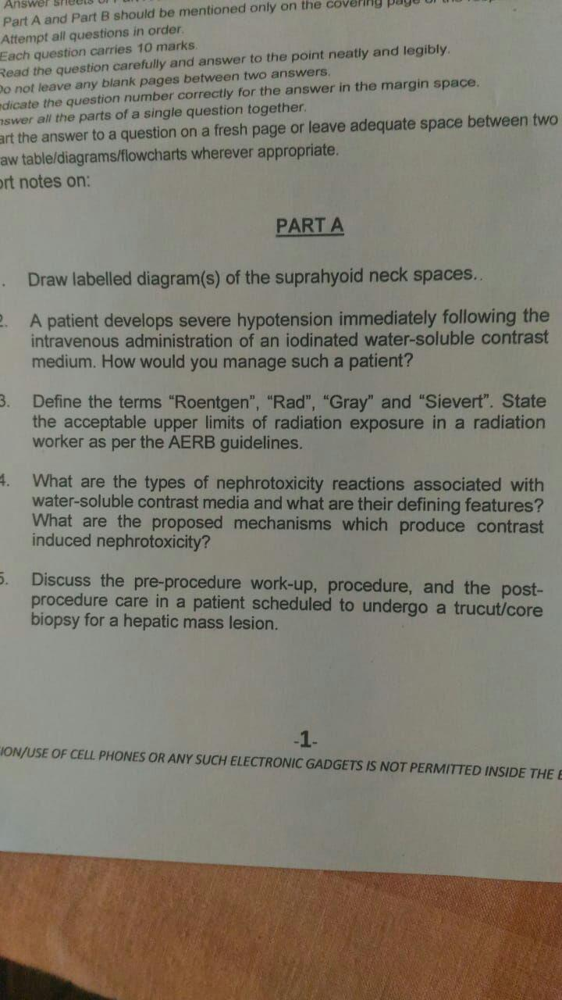 Answer sheets of
Part A and Part B should be mentioned only on the covering page of the
Attempt all questions in order.
Each question carries 10 marks.
Read the question carefully and answer to the point neatly and legibly.
Do not leave any blank pages between two answers.
dicate the question number correctly for the answer in the margin space.
nswer all the parts of a single question together.
art the answer to a question on a fresh page or leave adequate space between two
aw table/diagrams/flowcharts wherever appropriate.
ort notes on:
PART A
. Draw labelled diagram(s) of the suprahyoid neck spaces..
2. A patient develops severe hypotension immediately following the
intravenous administration of an iodinated water-soluble contrast
medium. How would you manage such a patient?
3. Define the terms “Roentgen”, “Rad”, “Gray” and “Sievert”. State
the acceptable upper limits of radiation exposure in a radiation
worker as per the AERB guidelines.
4. What are the types of nephrotoxicity reactions associated with
water-soluble contrast media and what are their defining features?
What are the proposed mechanisms which produce contrast
induced nephrotoxicity?
5. Discuss the pre-procedure work-up, procedure, and the post-
procedure care in a patient scheduled to undergo a trucut/core
biopsy for a hepatic mass lesion.
-1-
ION/USE OF CELL PHONES OR ANY SUCH ELECTRONIC GADGETS IS NOT PERMITTED INSIDE THE E